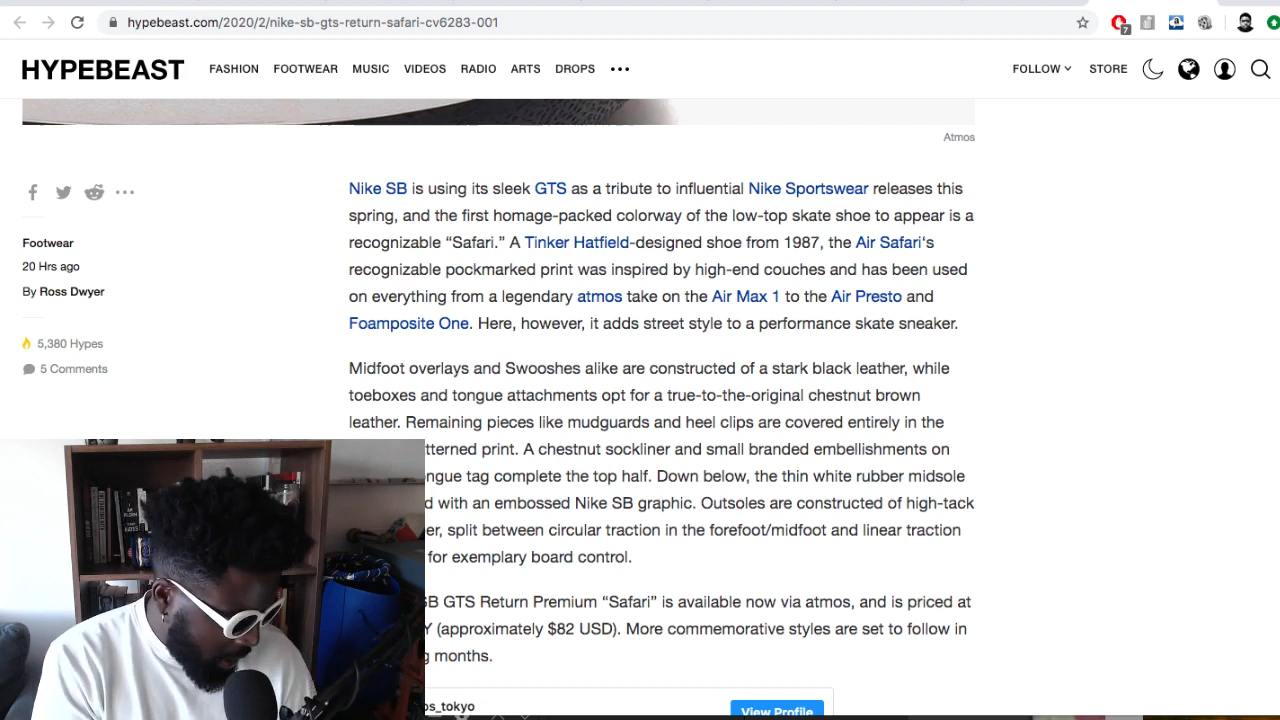 hypebeast.com/2020/2/nike-sb-gts-return-safari-cv6283-001
7
HYPEBEAST FASHION FOOTWEAR MUSIC VIDEOS RADIO ARTS DROPS FOLLOW STORE
Atmos
Nike SB is using its sleek GTS as a tribute to influential Nike Sportswear releases this
spring, and the first homage-packed colorway of the low-top skate shoe to appear is a
recognizable “Safari.” A Tinker Hatfield-designed shoe from 1987, the Air Safari‘s
recognizable pockmarked print was inspired by high-end couches and has been used
on everything from a legendary atmos take on the Air Max 1 to the Air Presto and
Foamposite One. Here, however, it adds street style to a performance skate sneaker.
Footwear
20 Hrs ago
By Ross Dwyer
5,380 Hypes
5 Comments
Midfoot overlays and Swooshes alike are constructed of a stark black leather, while
toeboxes and tongue attachments opt for a true-to-the-original chestnut brown
leather. Remaining pieces like mudguards and heel clips are covered entirely in the
tterned print. A chestnut sockliner and small branded embellishments on
ngue tag complete the top half. Down below, the thin white rubber midsole
d with an embossed Nike SB graphic. Outsoles are constructed of high-tack
er, split between circular traction in the forefoot/midfoot and linear traction
for exemplary board control.
SB GTS Return Premium “Safari” is available now via atmos, and is priced at
Y (approximately $82 USD). More commemorative styles are set to follow in
g months.
os_tokyo
View Profile